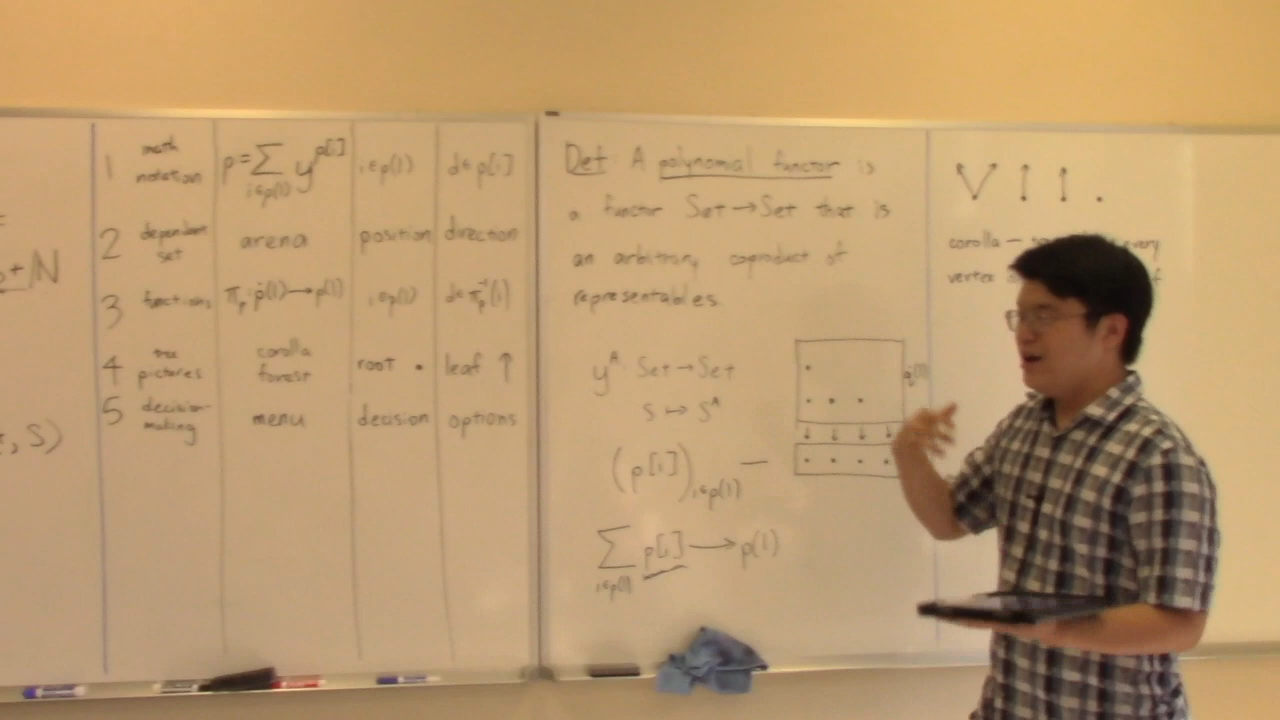 + N
, S)
1 math notation p = ∑ y^p[i] i∈p(1) i∈p(1) d∈p[i]
2 dependent set arena position direction
3 functions π_p : ṗ(1) → p(1) i∈p(1) d∈π_p^-1(i)
4 tree pictures corolla forest root • leaf ↑
5 decision-making menu decision options
Def: A polynomial functor is
a functor Set → Set that is
an arbitrary coproduct of
representables.
y^A: Set → Set
S ↦ S^A
(p[i])_i∈p(1) —
∑ p[i] → p(1)
i∈p(1)
corolla — every
vertex